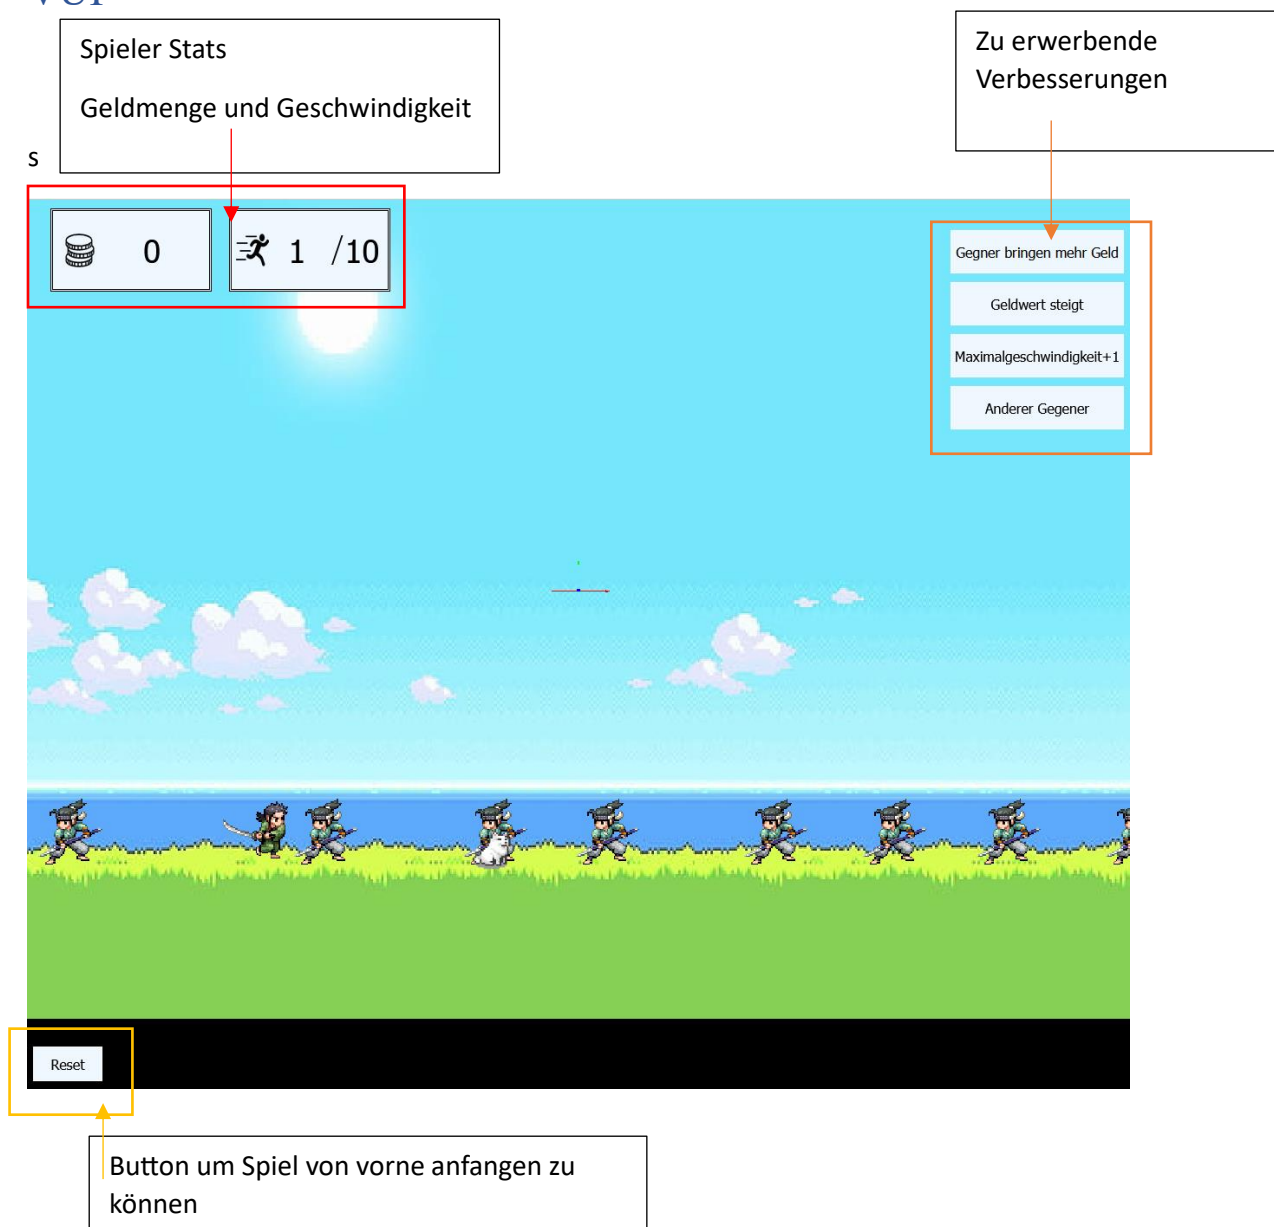 Spieler Stats
Geldmenge und Geschwindigkeit
Zu erwerbende
Verbesserungen
s
0
1 /10
Gegner bringen mehr Geld
Geldwert steigt
Maximalgeschwindigkeit+1
Anderer Gegener
Reset
Button um Spiel von vorne anfangen zu
können